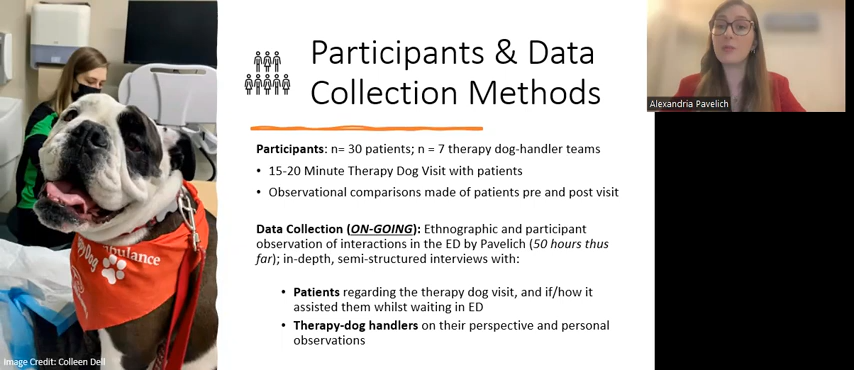 Participants & Data
Collection Methods
Participants: n= 30 patients; n = 7 therapy dog-handler teams
• 15-20 Minute Therapy Dog Visit with patients
• Observational comparisons made of patients pre and post visit
Data Collection (ON-GOING): Ethnographic and participant
observation of interactions in the ED by Pavelich (50 hours thus
far); in-depth, semi-structured interviews with:
• Patients regarding the therapy dog visit, and if/how it
assisted them whilst waiting in ED
• Therapy-dog handlers on their perspective and personal
observations
Dog
Image Credit: Colleen Dell
Alexandria Pavelich